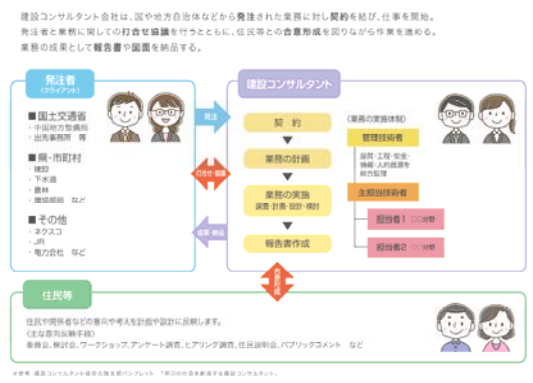 建設コンサルタント会社は、国や地方自治体などから発注された業務に対し契約を結び、仕事を開始。
発注者と業務に関しての打合せ協議を行うとともに、住民等との合意形成を図りながら作業を進める。
業務の成果として報告書や図面を納品する。
発注者
(クライアント)
■国土交通省
・中国地方整備局
・出先事務所 等
■県・市町村
・建設
・下水道
・農林
・環境部局 など
■その他
・ネクスコ
・JR
・電力会社 など
発注
打合せ・協議
成果・納品
建設コンサルタント
契約
業務の計画
業務の実施
調査・計画・設計・検討
報告書作成
〈業務の実施体制〉
管理技術者
品質・工程・安全・
情報・人的資源を
総合監理
主担当技術者
担当者1 ○○分野
担当者2 ○○分野
合意形成
住民等
住民や関係者などの意向や考えを計画や設計に反映します。
〈主な意向反映手段〉
委員会、検討会、ワークショップ、アンケート調査、ヒアリング調査、住民説明会、パブリックコメント など